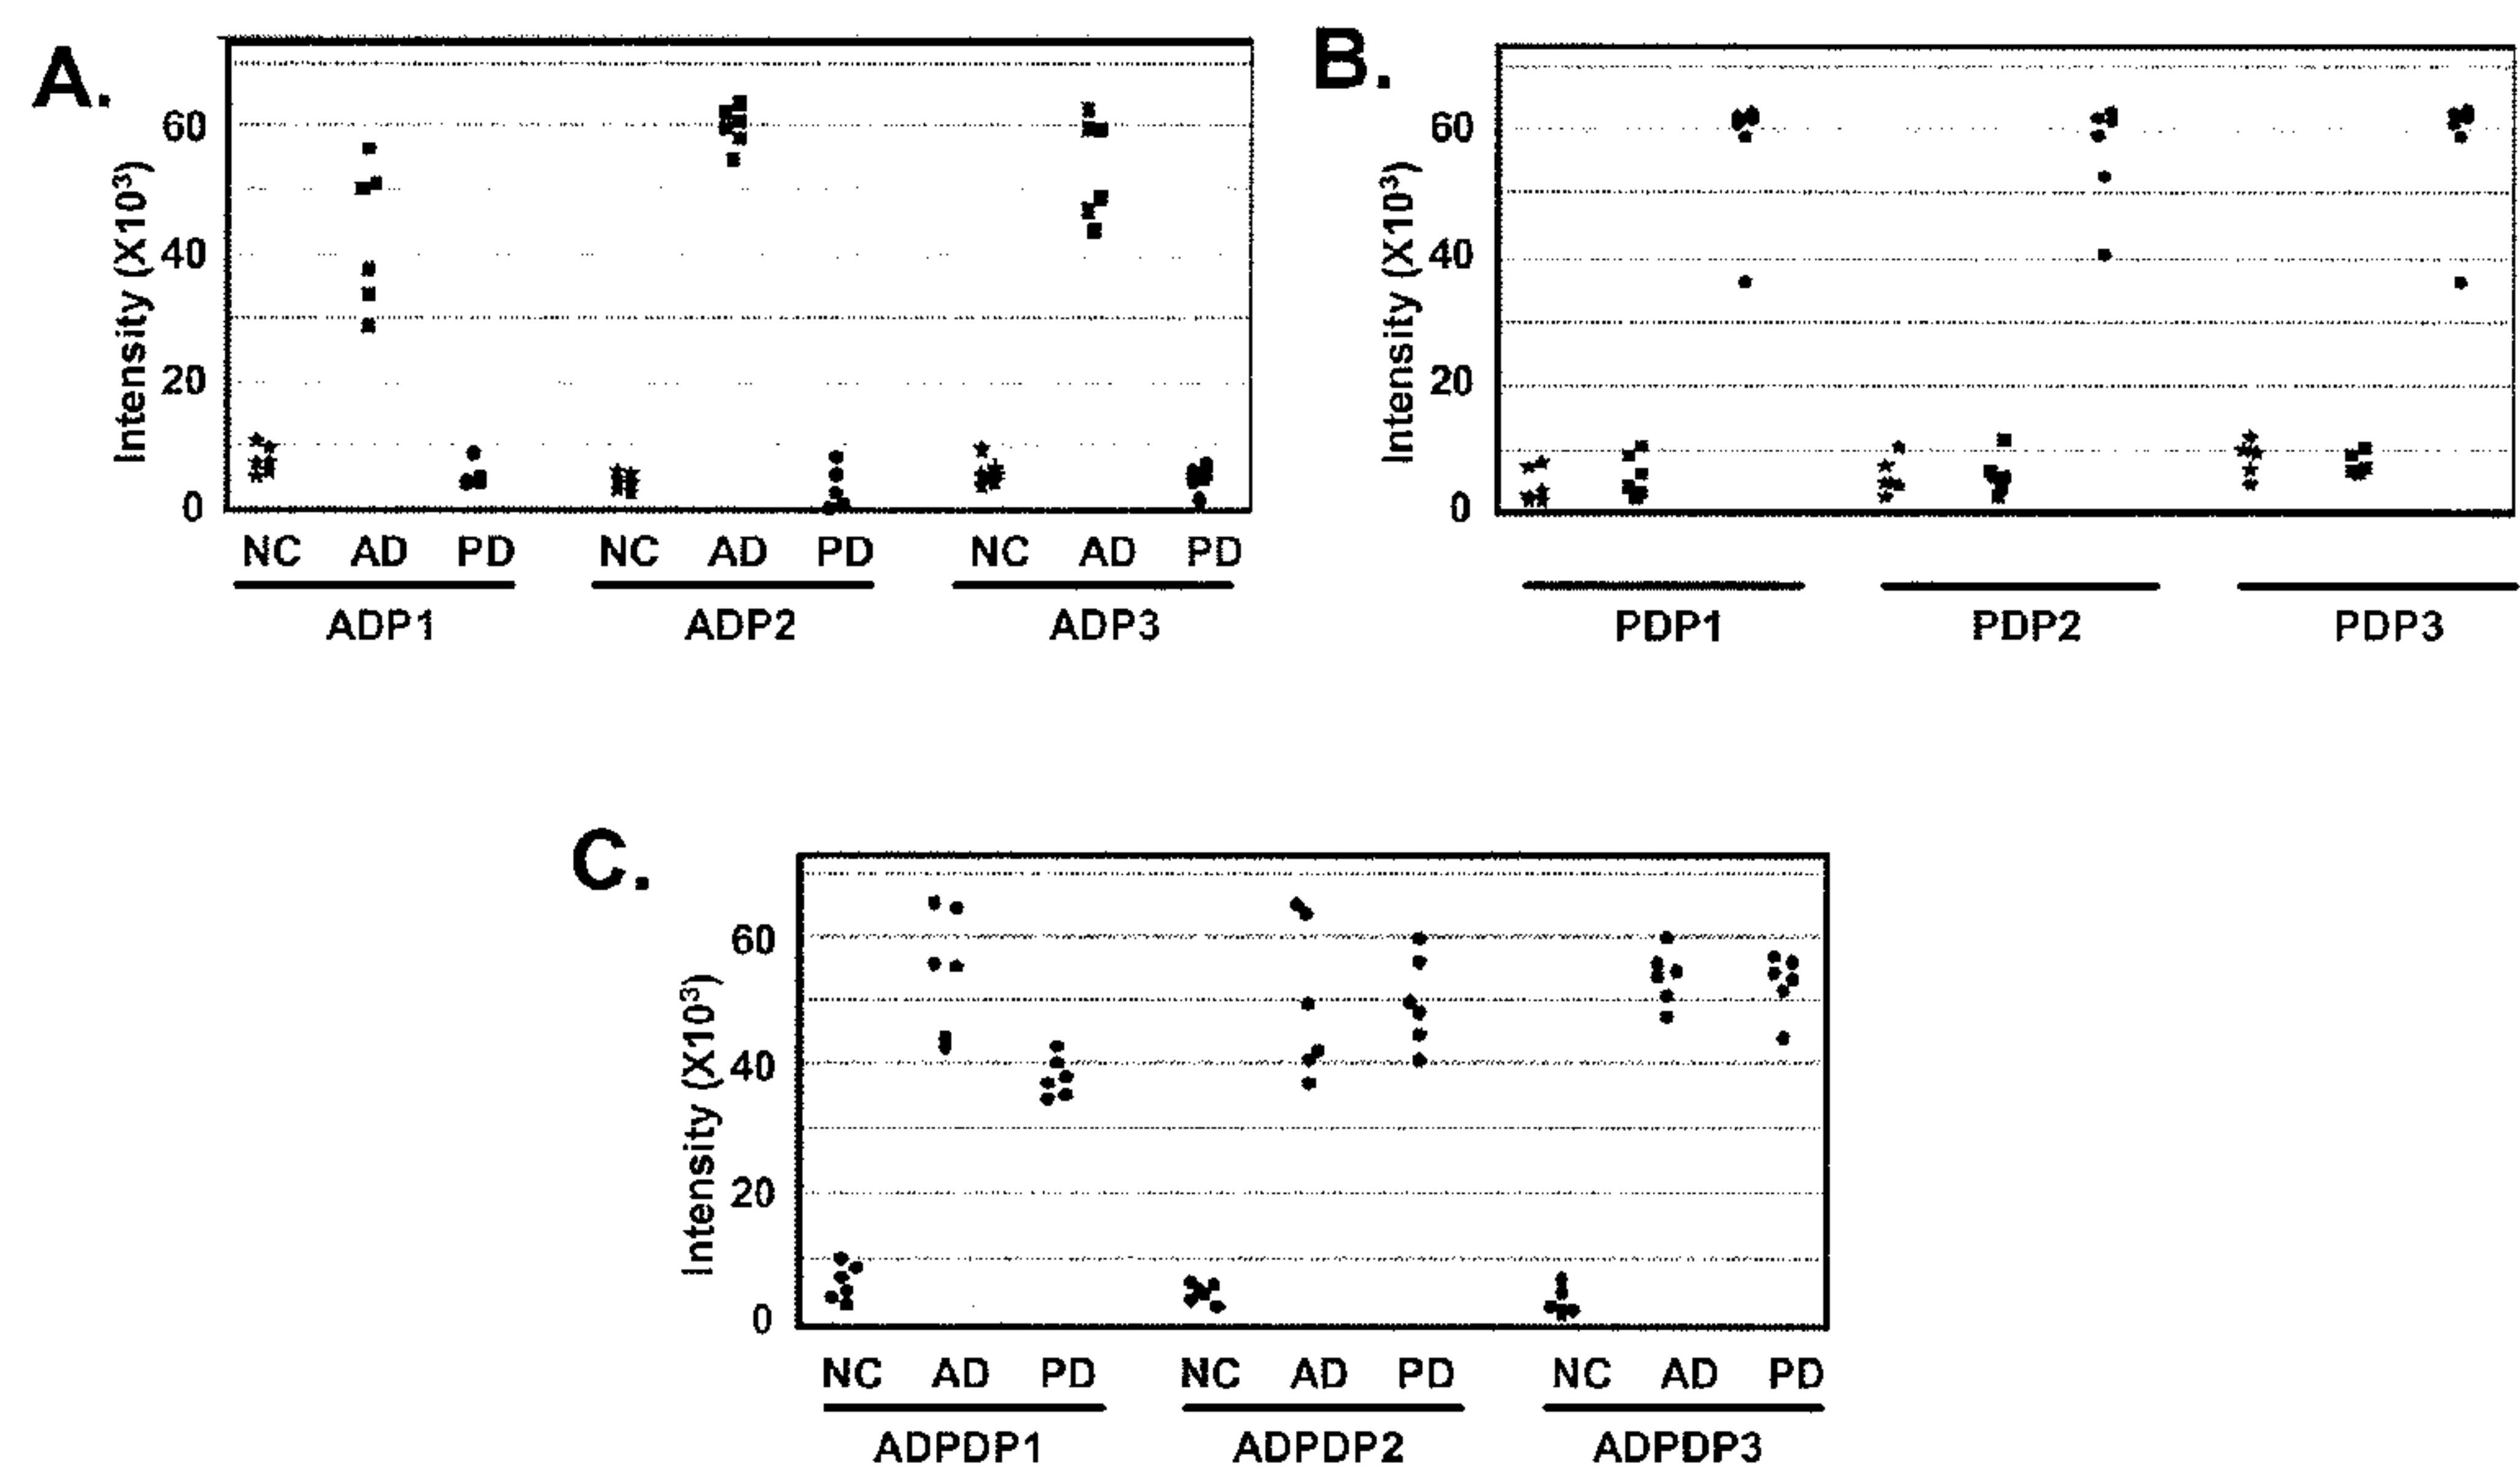 A.
Intensity (X10³)
60
40
20
0
NC AD PD NC AD PD NC AD PD
ADP1 ADP2 ADP3
B.
Intensity (X10³)
60
40
20
0
PDP1 PDP2 PDP3
C.
Intensity (X10³)
60
40
20
0
NC AD PD NC AD PD NC AD PD
ADPDP1 ADPDP2 ADPDP3